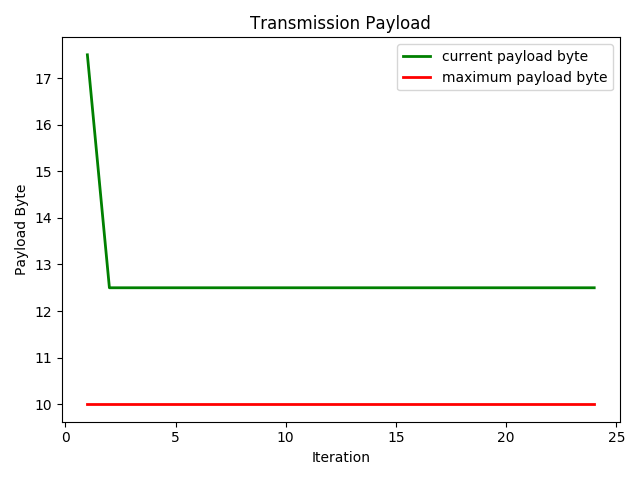 Transmission Payload
current payload byte
maximum payload byte
17
16
15
14
13
12
11
10
Payload Byte
0 5 10 15 20 25
Iteration